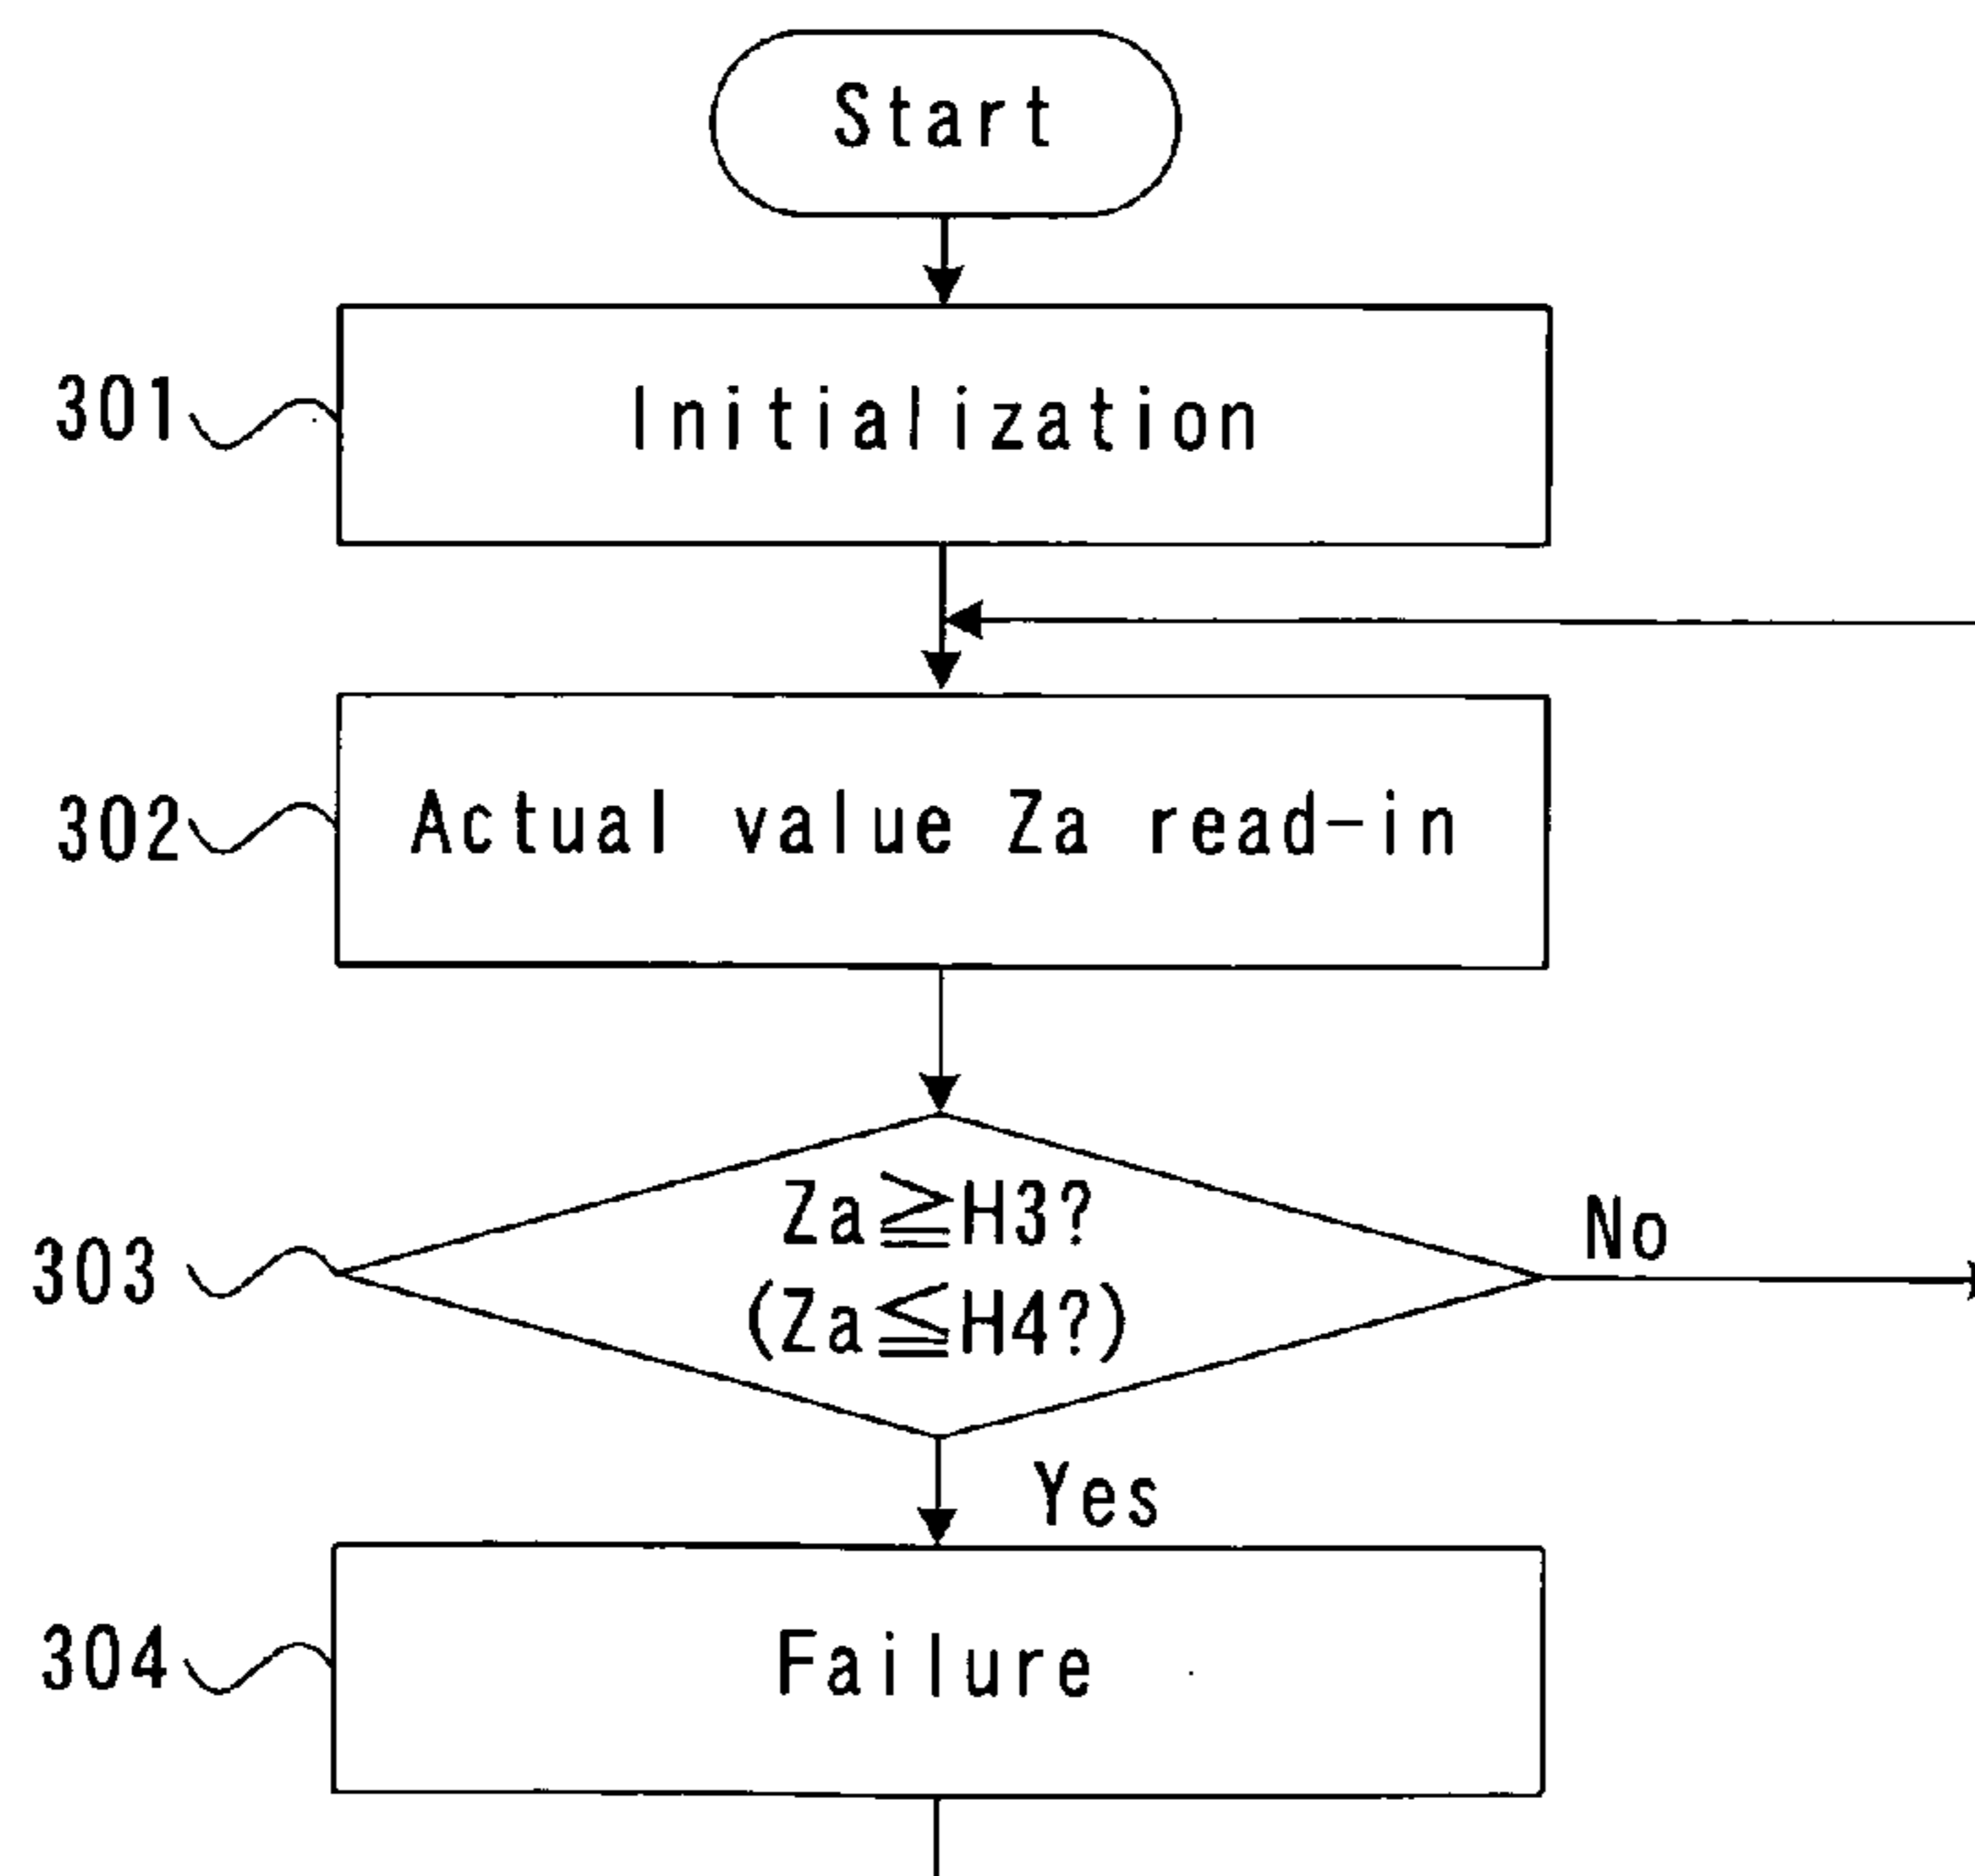 Start
301
Initialization
302
Actual value Za read-in
303
Za≧H3?
(Za≦H4?)
No
Yes
304
Failure